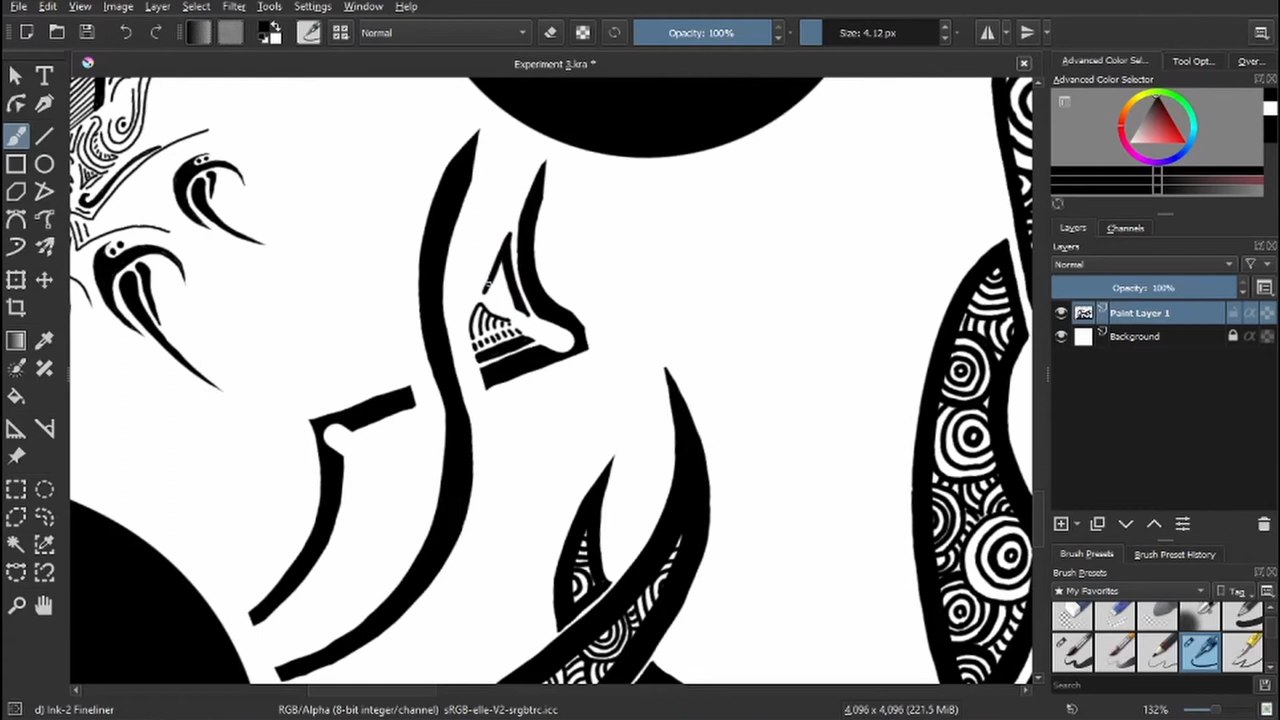 File Edit View Image Layer Select Filter Tools Settings Window Help
Normal Opacity: 100% Size: 4.12 px
Experiment 3.kra *
Advanced Color Sel... Tool Opt... Over...
Advanced Color Selector
Layers Channels
Layers
Normal
Opacity: 100%
Paint Layer 1
Background
Brush Presets Brush Preset History
Brush Presets
★ My Favorites Tag
Search
d) Ink-2 Fineliner RGB/Alpha (8-bit integer/channel) sRGB-elle-V2-srgbtrc.icc 4,096 x 4,096 (221.5 MiB) 132%